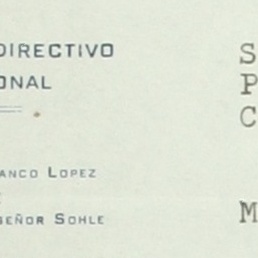 DIRECTIVO
ONAL
ANCO LOPEZ
SEÑOR SOHLE
S
P
C
M